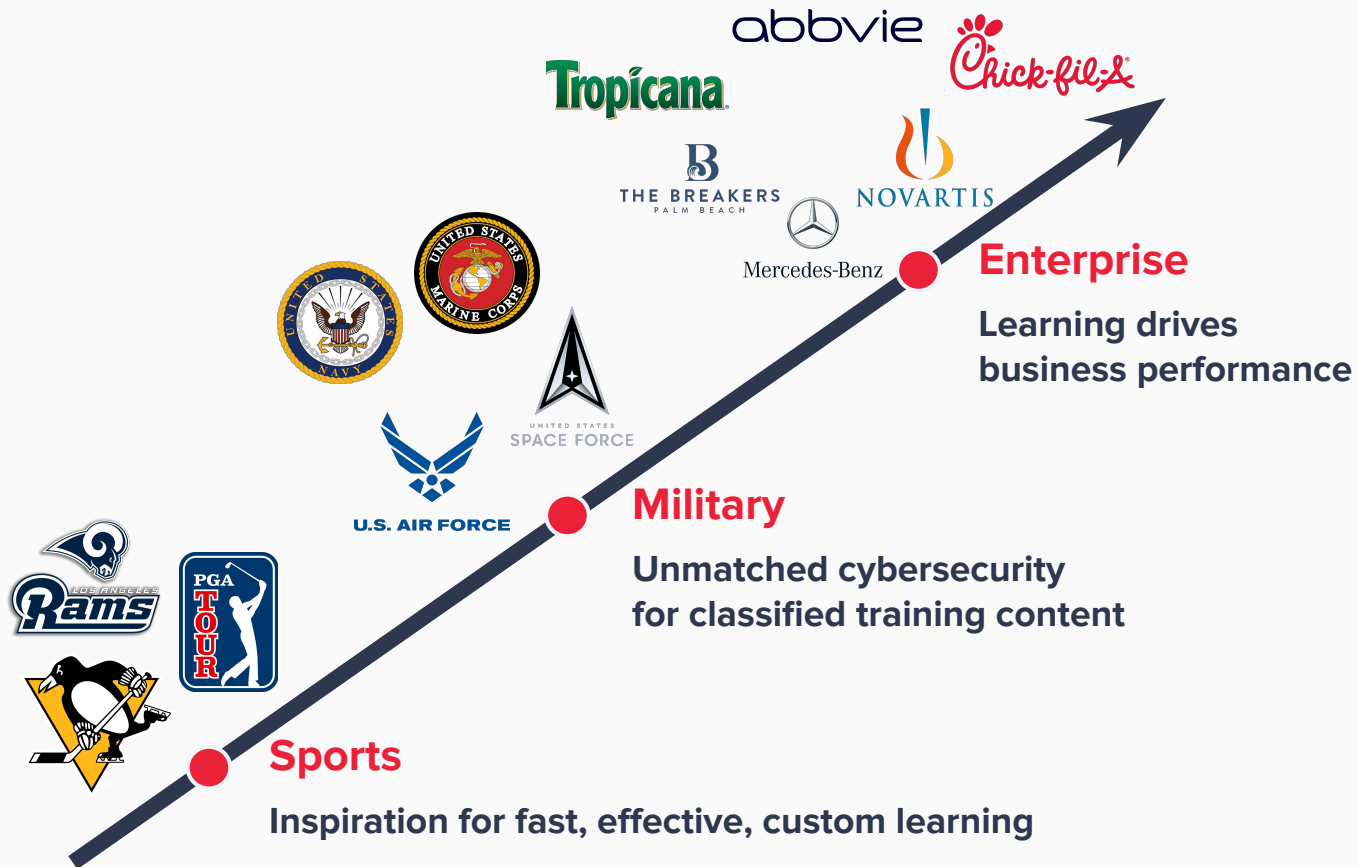 abbvie
Chick-fil-A
Tropicana
THE BREAKERS
PALM BEACH
NOVARTIS
Mercedes-Benz
Enterprise
Learning drives
business performance
UNITED STATES
MARINE CORPS
UNITED STATES
NAVY
UNITED STATES
SPACE FORCE
U.S. AIR FORCE
Military
Unmatched cybersecurity
for classified training content
LOS ANGELES
Rams
PGA
TOUR
Sports
Inspiration for fast, effective, custom learning